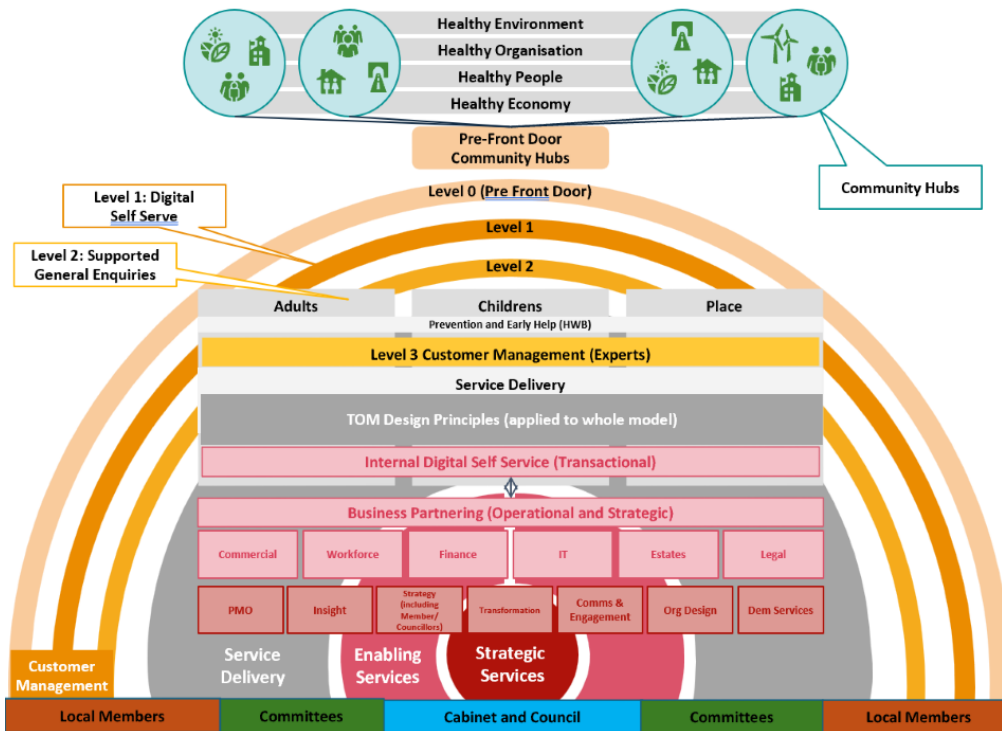 Healthy Environment
Healthy Organisation
Healthy People
Healthy Economy
Pre-Front Door
Community Hubs
Community Hubs
Level 0 (Pre Front Door)
Level 1: Digital
Self Serve
Level 1
Level 2: Supported
General Enquiries
Level 2
Adults
Childrens
Place
Prevention and Early Help (HWB)
Level 3 Customer Management (Experts)
Service Delivery
TOM Design Principles (applied to whole model)
Internal Digital Self Service (Transactional)
Business Partnering (Operational and Strategic)
Commercial
Workforce
Finance
IT
Estates
Legal
PMO
Insight
Strategy
(including
Member/
Councillors)
Transformation
Comms &
Engagement
Org Design
Dem Services
Customer
Management
Service
Delivery
Enabling
Services
Strategic
Services
Local Members
Committees
Cabinet and Council
Committees
Local Members